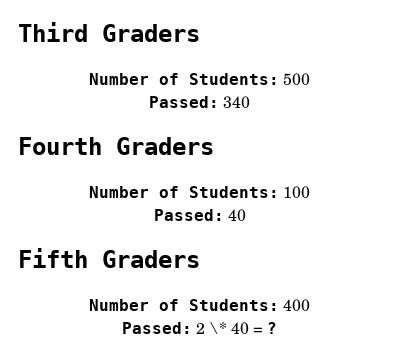 Third Graders
Number of Students: 500
Passed: 340
Fourth Graders
Number of Students: 100
Passed: 40
Fifth Graders
Number of Students: 400
Passed: 2 \* 40 = ?